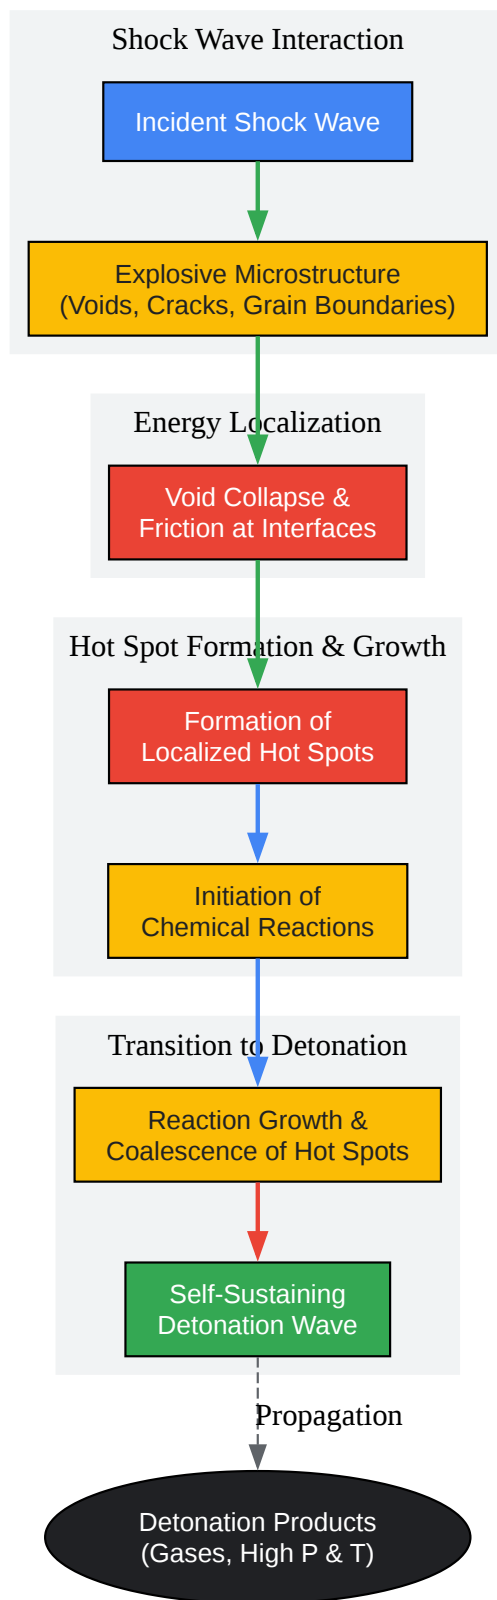 Shock Wave Interaction
Incident Shock Wave
Explosive Microstructure
(Voids, Cracks, Grain Boundaries)
Energy Localization
Void Collapse &
Friction at Interfaces
Hot Spot Formation & Growth
Formation of
Localized Hot Spots
Initiation of
Chemical Reactions
Transition to Detonation
Reaction Growth &
Coalescence of Hot Spots
Self-Sustaining
Detonation Wave
Propagation
Detonation Products
(Gases, High P & T)